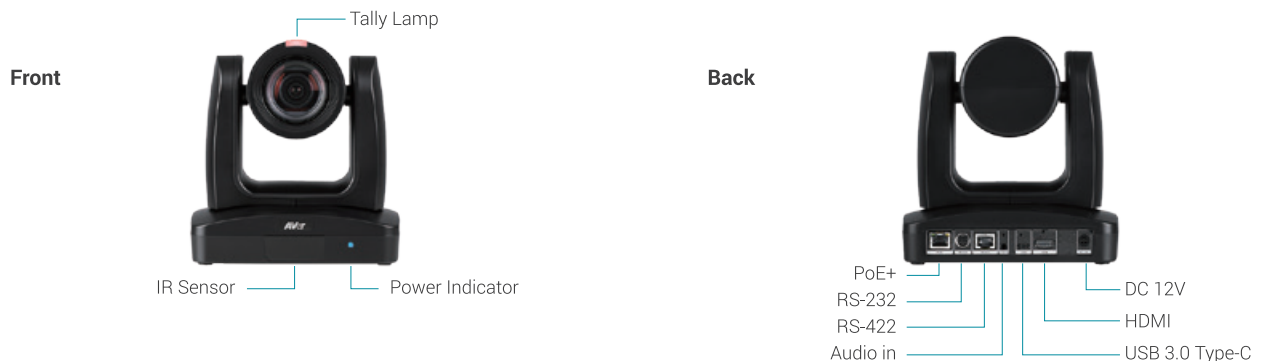 Tally Lamp
Front
Back
AVer
IR Sensor
Power Indicator
PoE+
RS-232
RS-422
Audio in
DC 12V
HDMI
USB 3.0 Type-C